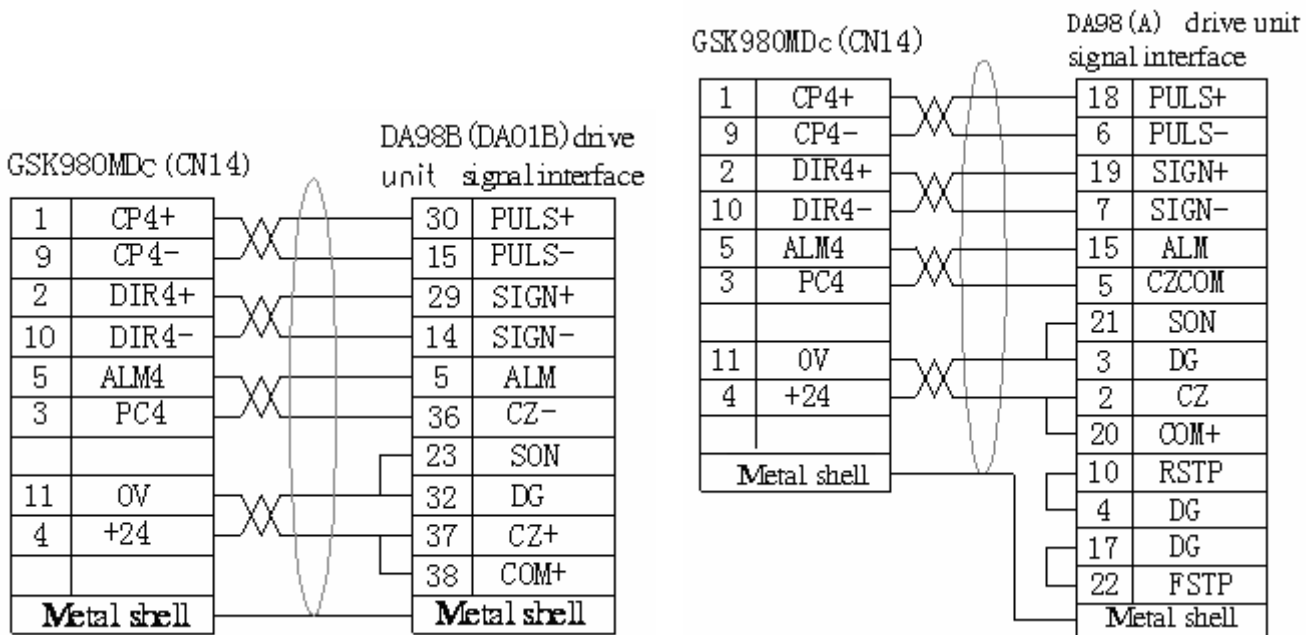 GSK980MDc(CN14)
DA98B(DA01B)drive
unit signal interface
1 CP4+ 30 PULS+
9 CP4- 15 PULS-
2 DIR4+ 29 SIGN+
10 DIR4- 14 SIGN-
5 ALM4 5 ALM
3 PC4 36 CZ-
23 SON
11 0V 32 DG
4 +24 37 CZ+
38 COM+
Metal shell Metal shell
GSK980MDc(CN14)
DA98(A) drive unit
signal interface
1 CP4+ 18 PULS+
9 CP4- 6 PULS-
2 DIR4+ 19 SIGN+
10 DIR4- 7 SIGN-
5 ALM4 15 ALM
3 PC4 5 CZCOM
21 SON
11 0V 3 DG
4 +24 2 CZ
20 COM+
Metal shell 10 RSTP
4 DG
17 DG
22 FSTP
Metal shell